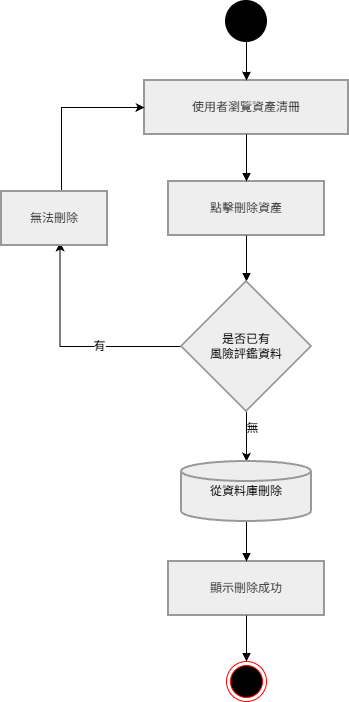 使用者瀏覽資產清冊
點擊刪除資產
無法刪除
是否已有
風險評鑑資料
有
無
從資料庫刪除
顯示刪除成功